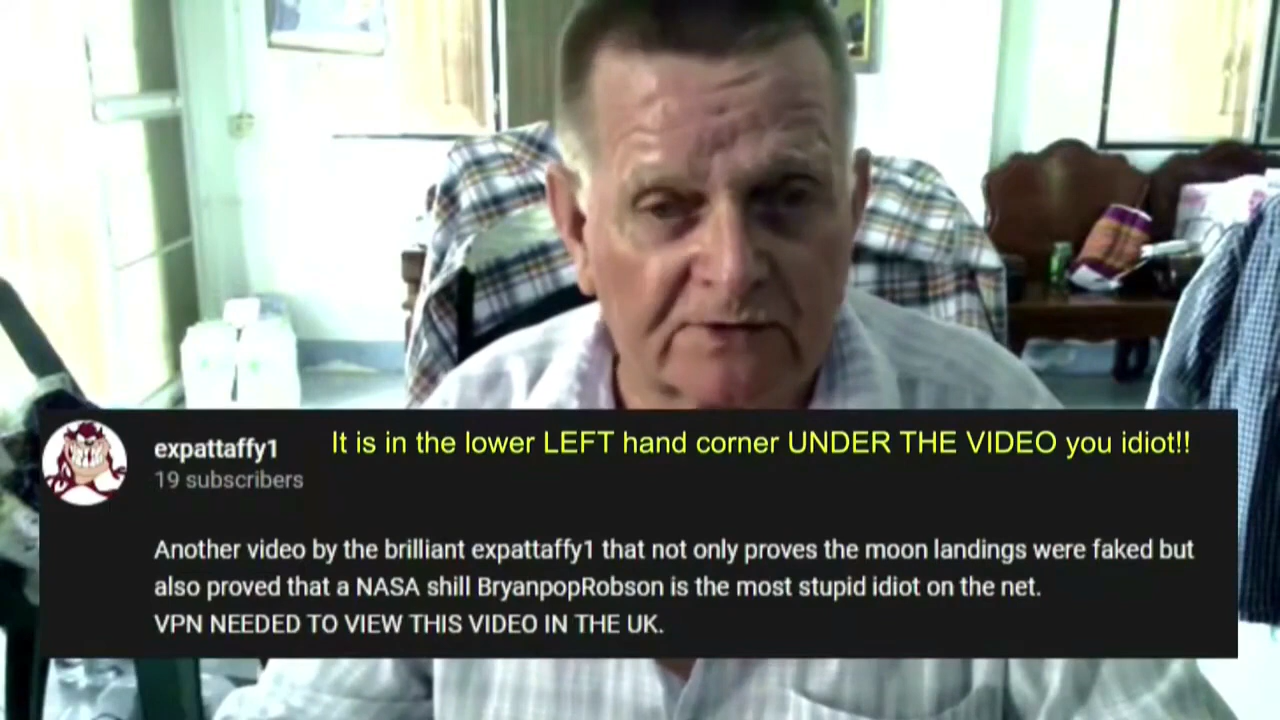 expattaffy1 It is in the lower LEFT hand corner UNDER THE VIDEO you idiot!!
19 subscribers
Another video by the brilliant expattaffy1 that not only proves the moon landings were faked but
also proved that a NASA shill BryanpopRobson is the most stupid idiot on the net.
VPN NEEDED TO VIEW THIS VIDEO IN THE UK.